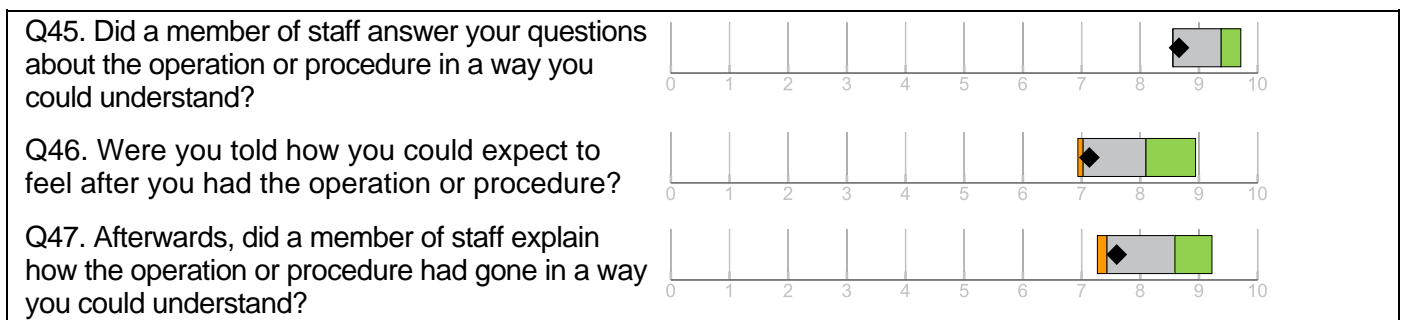 Q45. Did a member of staff answer your questions
about the operation or procedure in a way you
could understand?
0 1 2 3 4 5 6 7 8 9 10
Q46. Were you told how you could expect to
feel after you had the operation or procedure?
0 1 2 3 4 5 6 7 8 9 10
Q47. Afterwards, did a member of staff explain
how the operation or procedure had gone in a way
you could understand?
0 1 2 3 4 5 6 7 8 9 10